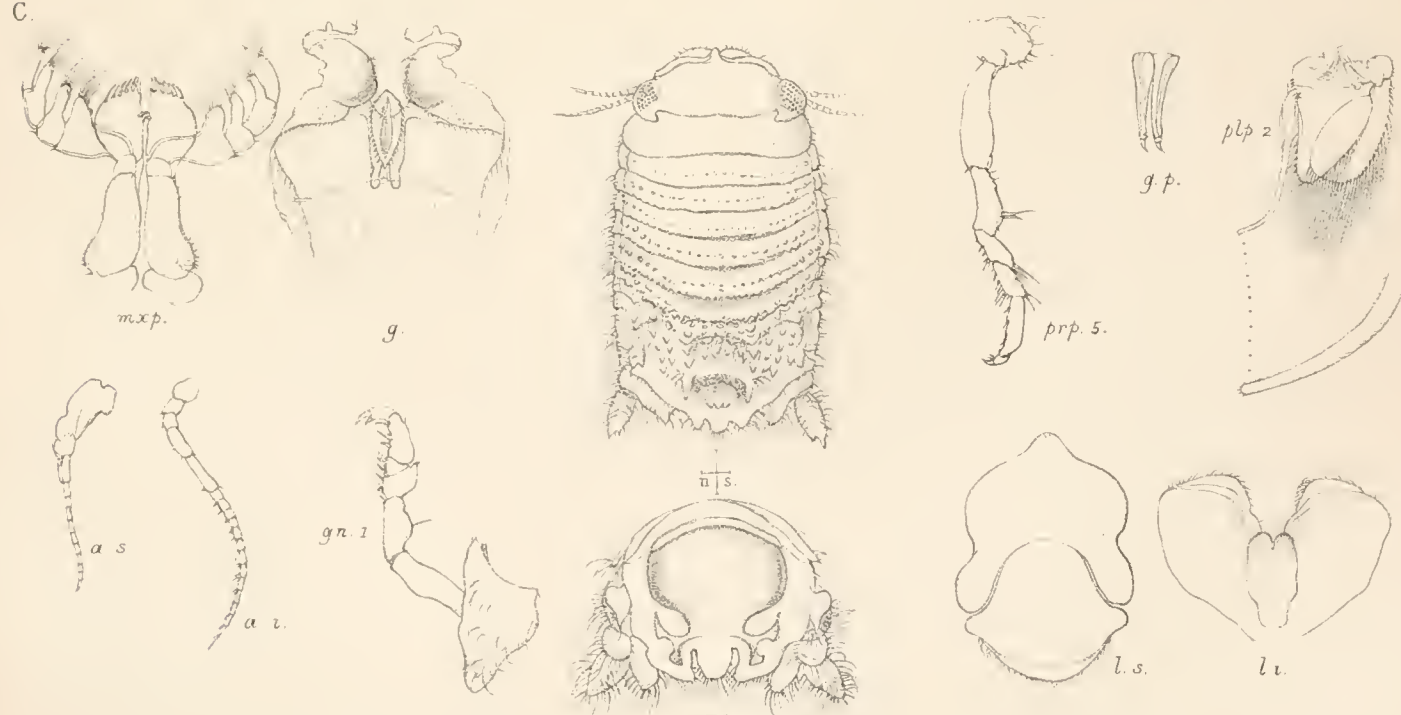 C.
mxp.
g.
n s.
prp. 5.
g. p.
plp 2
a s
a i.
gn. 1
l. s.
l i.